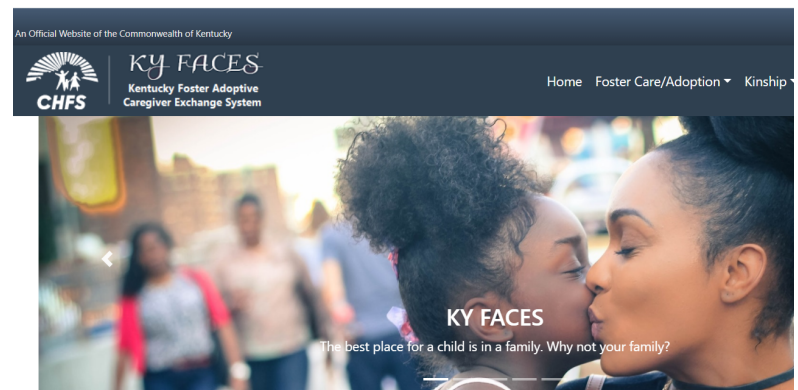 An Official Website of the Commonwealth of Kentucky
CHFS
KY FACES
Kentucky Foster Adoptive
Caregiver Exchange System
Home Foster Care/Adoption Kinship
KY FACES
The best place for a child is in a family. Why not your family?